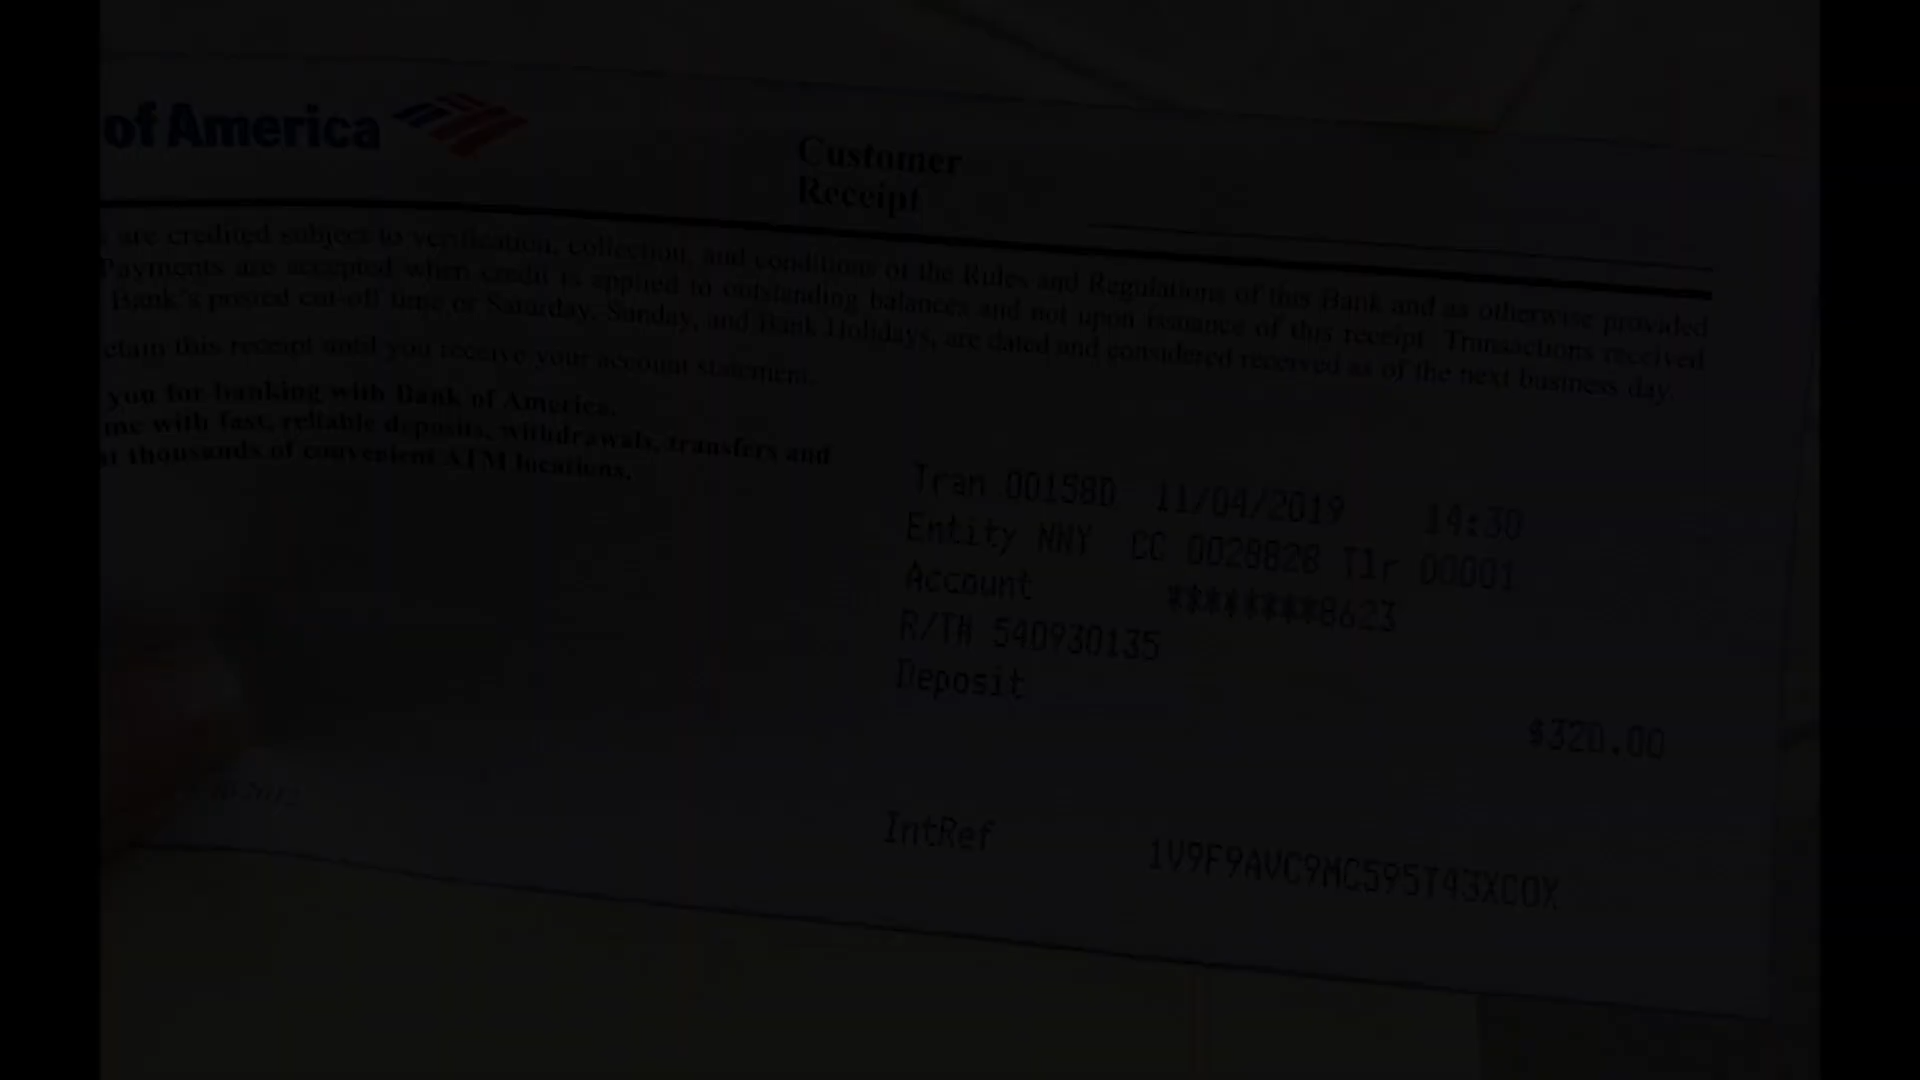 of America
Customer
Receipt
are credited subject to verification, collection, and conditions of the Rules and Regulations of this Bank and as otherwise provided
Payments are accepted when credit is applied to outstanding balances and not upon issuance of this receipt. Transactions received
Bank's posted cut-off time or Saturday, Sunday, and Bank Holidays, are dated and considered received as of the next business day.
etain this receipt until you receive your account statement.
you for banking with Bank of America.
me with fast, reliable deposits, withdrawals, transfers and
at thousands of convenient ATM locations.
Tran 00158D 11/04/2019 14:30
Entity NNY CC 0028828 Tlr 00001
Account ********8623
R/T# 540930135
Deposit
$320.00
IntRef 1V9F9AVC9MC595T43XCOX